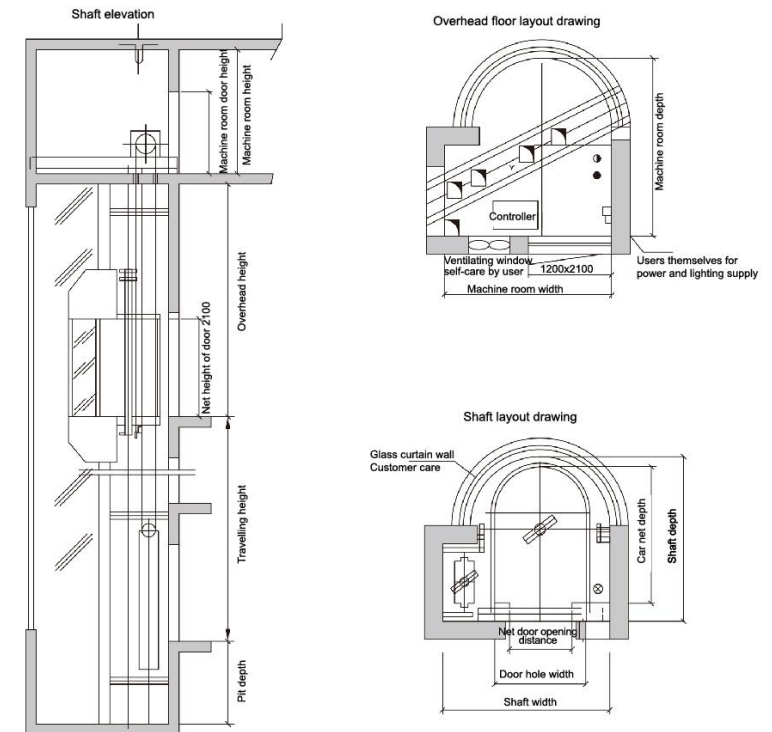 Shaft elevation
Machine room door height
Machine room height
Overhead height
Net height of door 2100
Travelling height
Pit depth
Overhead floor layout drawing
Machine room depth
Y
Controller
Ventilating window
self-care by user
1200x2100
Users themselves for
power and lighting supply
Machine room width
Shaft layout drawing
Glass curtain wall
Customer care
Car net depth
Shaft depth
Net door opening
distance
Door hole width
Shaft width